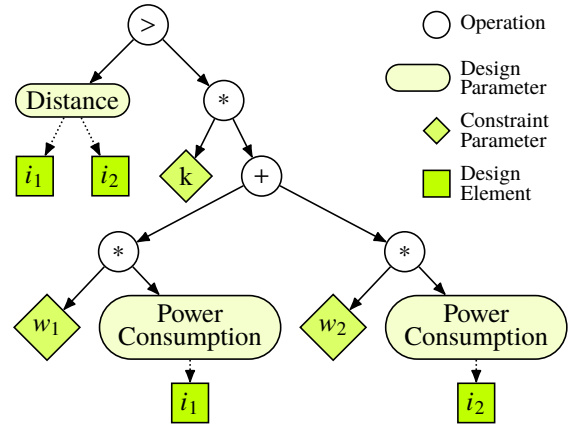 >
Operation
Distance
*
Design
Parameter
Constraint
Parameter
i1
i2
k
+
Design
Element
*
*
w1
Power
Consumption
w2
Power
Consumption
i1
i2